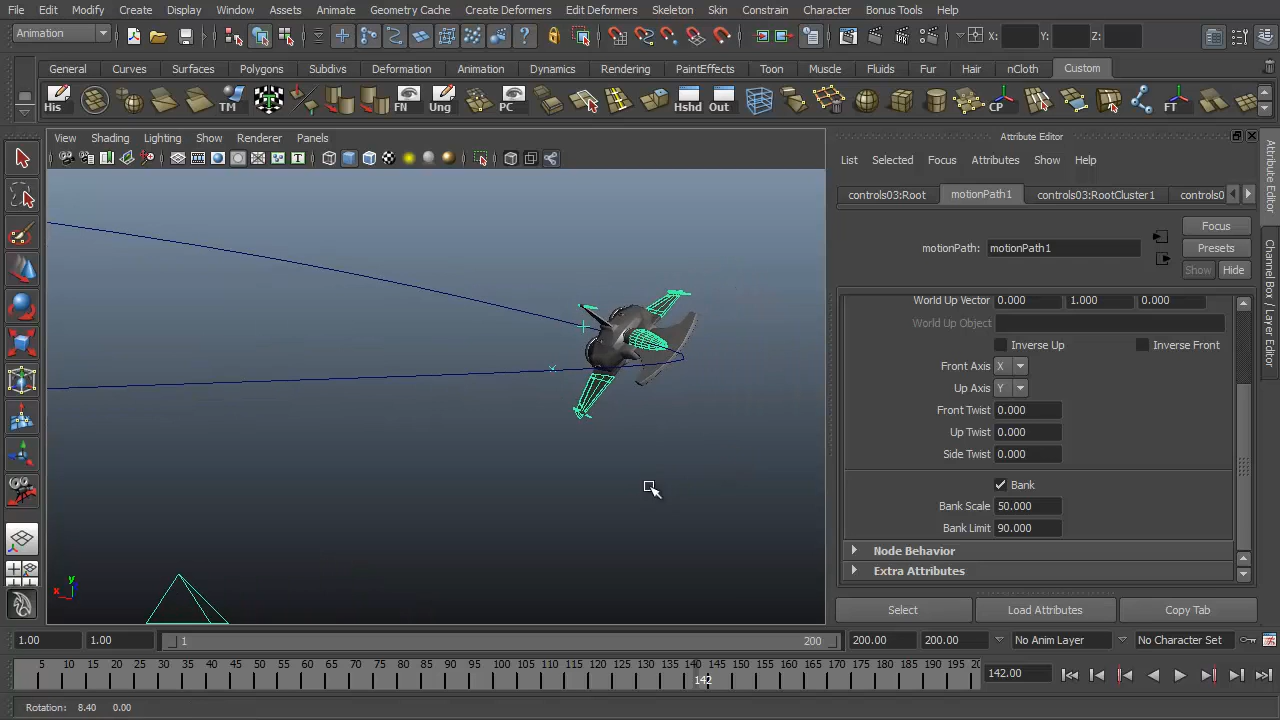 File Edit Modify Create Display Window Assets Animate Geometry Cache Create Deformers Edit Deformers Skeleton Skin Constrain Character Bonus Tools Help
Animation X: Y: Z:
General Curves Surfaces Polygons Subdivs Deformation Animation Dynamics Rendering PaintEffects Toon Muscle Fluids Fur Hair nCloth Custom
His TM FN Ung PC Hshd Out CP FT
View Shading Lighting Show Renderer Panels
Attribute Editor
List Selected Focus Attributes Show Help
controls03:Root motionPath1 controls03:RootCluster1 controls0
Focus
motionPath: motionPath1 Presets
Show Hide
World Up Vector 0.000 1.000 0.000
World Up Object
Inverse Up Inverse Front
Front Axis X
Up Axis Y
Front Twist 0.000
Up Twist 0.000
Side Twist 0.000
Bank
Bank Scale 50.000
Bank Limit 90.000
Node Behavior
Extra Attributes
Select Load Attributes Copy Tab
Attribute Editor
Channel Box / Layer Editor
y
x
1.00 1.00 1 200 200.00 200.00 No Anim Layer No Character Set
5 10 15 20 25 30 35 40 45 50 55 60 65 70 75 80 85 90 95 100 105 110 115 120 125 130 135 140 145 150 155 160 165 170 175 180 185 190 195 20
142 142.00
Rotation: 8.40 0.00